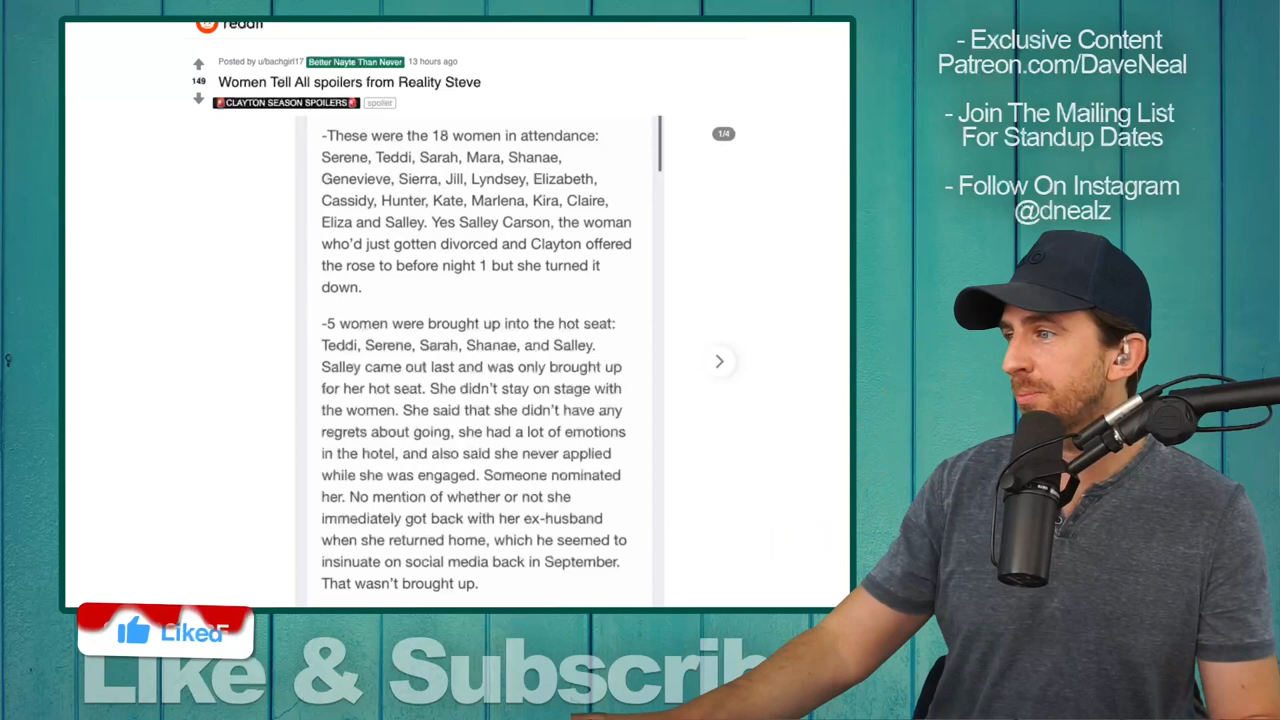 reddit
Posted by u/bachgirl17 Better Nayte Than Never 13 hours ago
149
Women Tell All spoilers from Reality Steve
🚨CLAYTON SEASON SPOILERS🚨 spoiler
1/4
-These were the 18 women in attendance:
Serene, Teddi, Sarah, Mara, Shanae,
Genevieve, Sierra, Jill, Lyndsey, Elizabeth,
Cassidy, Hunter, Kate, Marlena, Kira, Claire,
Eliza and Salley. Yes Salley Carson, the woman
who'd just gotten divorced and Clayton offered
the rose to before night 1 but she turned it
down.
-5 women were brought up into the hot seat:
Teddi, Serene, Sarah, Shanae, and Salley.
Salley came out last and was only brought up
for her hot seat. She didn't stay on stage with
the women. She said that she didn't have any
regrets about going, she had a lot of emotions
in the hotel, and also said she never applied
while she was engaged. Someone nominated
her. No mention of whether or not she
immediately got back with her ex-husband
when she returned home, which he seemed to
insinuate on social media back in September.
That wasn't brought up.
- Exclusive Content
Patreon.com/DaveNeal
- Join The Mailing List
For Standup Dates
- Follow On Instagram
@dnealz
Liked
Like & Subscrib